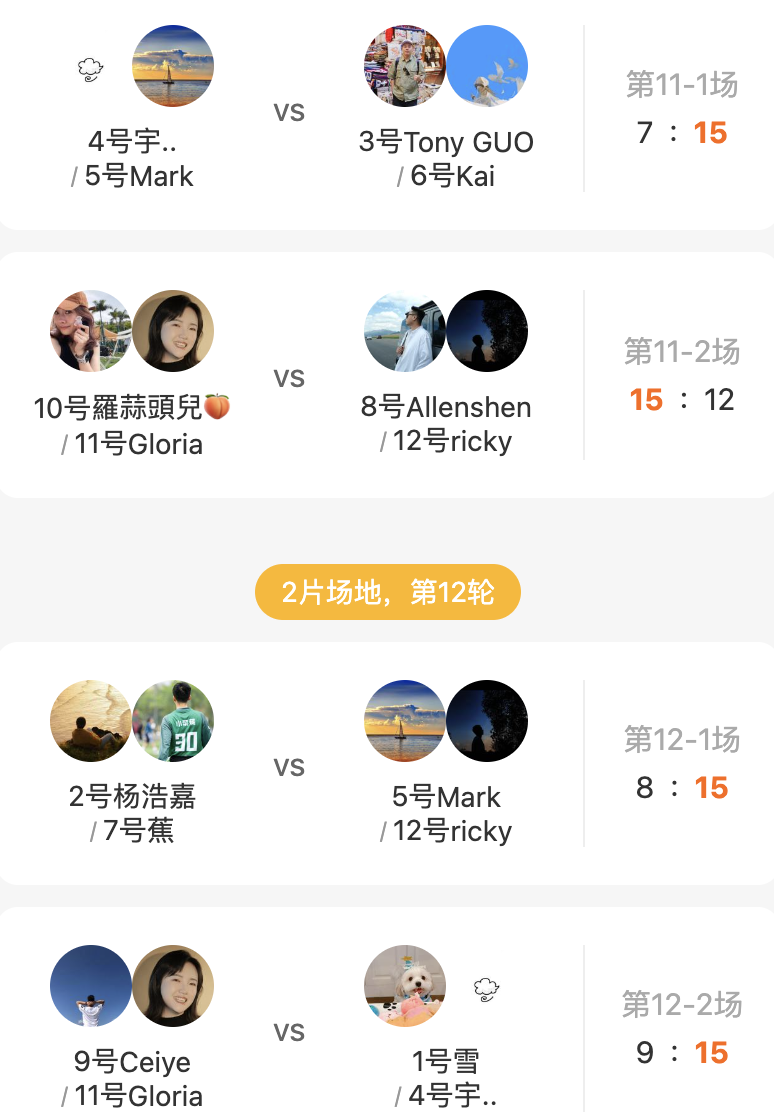 4号宇..
/ 5号Mark
VS
3号Tony GUO
/ 6号Kai
第11-1场
7 : 15
10号羅蒜頭兒🍑
/ 11号Gloria
VS
8号Allenshen
/ 12号ricky
第11-2场
15 : 12
2片场地，第12轮
小笑蕉
30
2号杨浩嘉
/ 7号蕉
VS
5号Mark
/ 12号ricky
第12-1场
8 : 15
9号Ceiye
/ 11号Gloria
VS
1号雪
/ 4号宇..
第12-2场
9 : 15